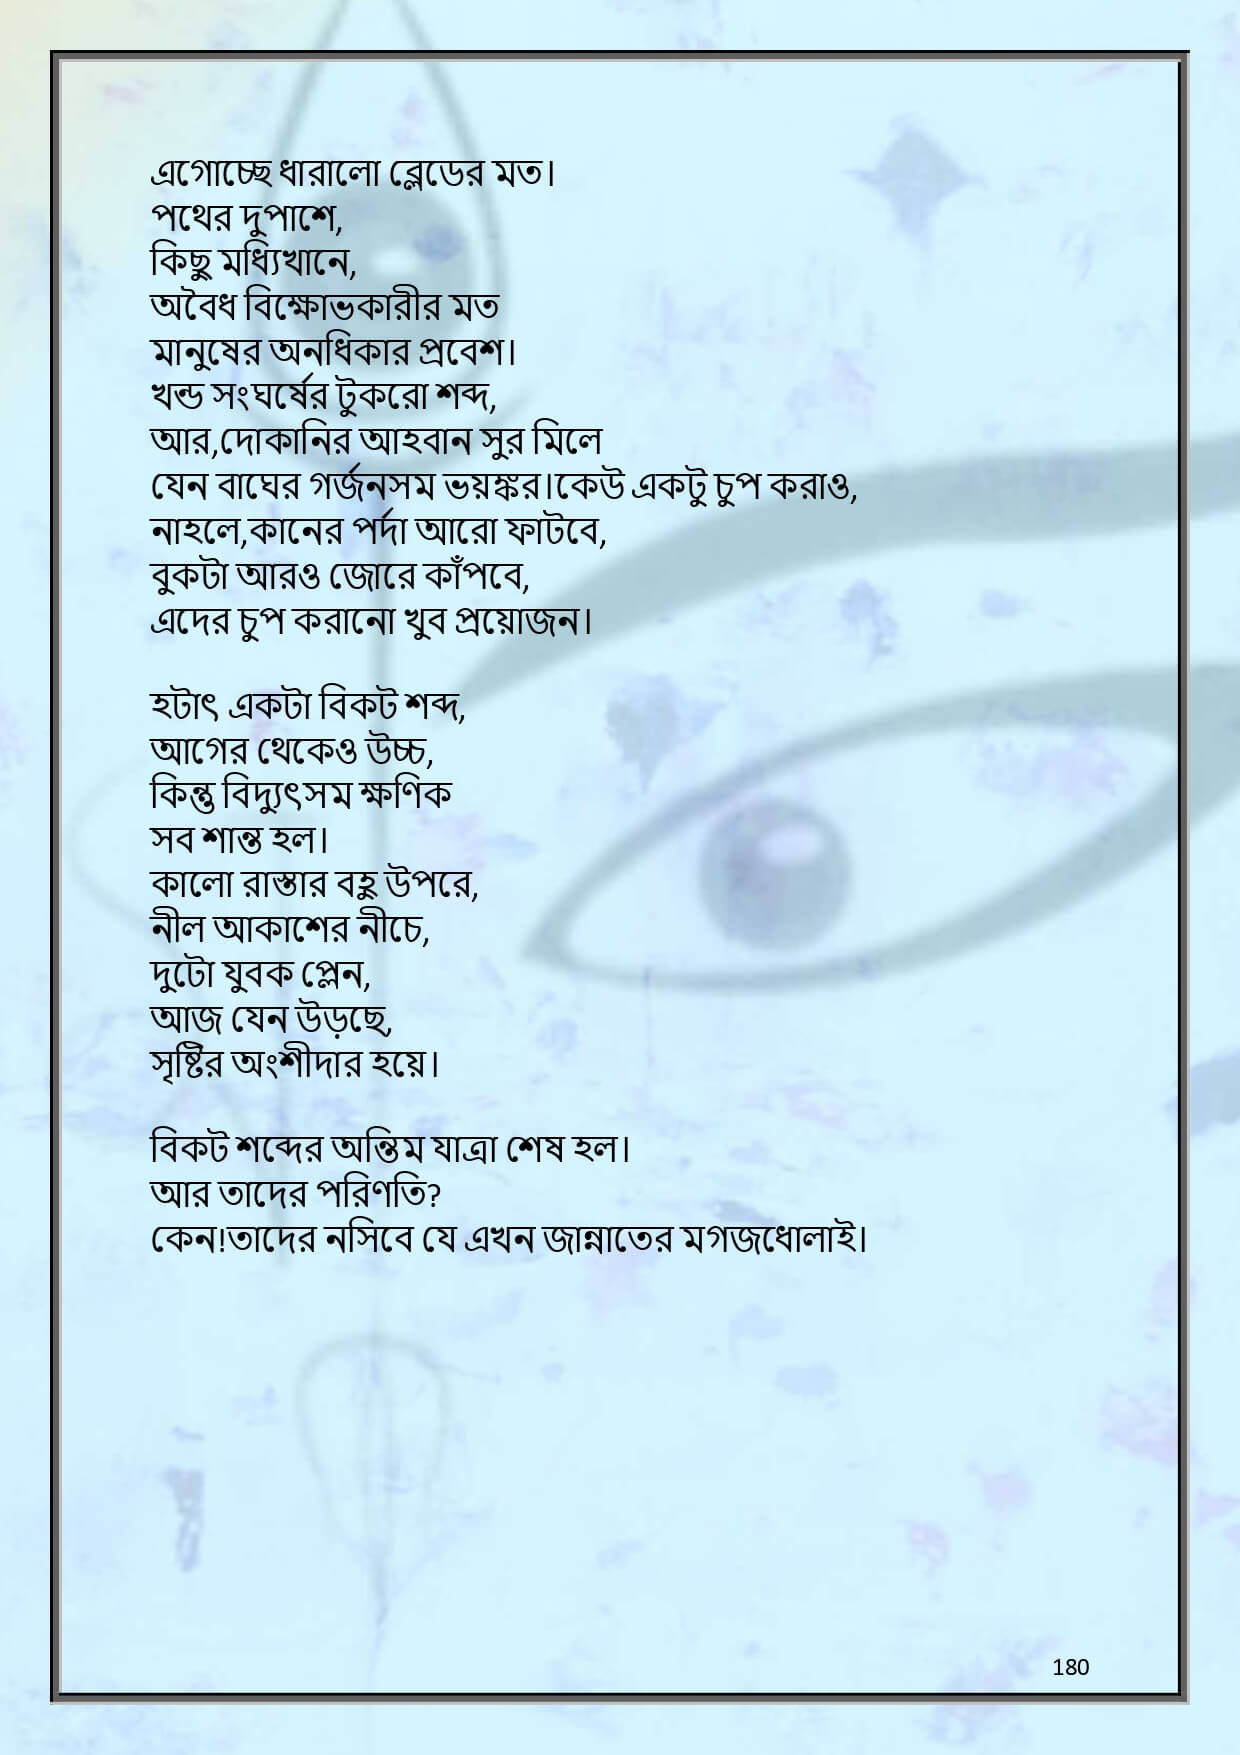 এগোচ্ছে ধারালো ব্লেডের মত।
পথের দুপাশে,
কিছু মধ্যিখানে,
অবৈধ বিক্ষোভকারীর মত
মানুষের অনধিকার প্রবেশ।
খন্ড সংঘর্ষের টুকরো শব্দ,
আর,দোকানির আহবান সুর মিলে
যেন বাঘের গর্জনসম ভয়ঙ্কর।কেউ একটু চুপ করাও,
নাহলে,কানের পর্দা আরো ফাটবে,
বুকটা আরও জোরে কাঁপবে,
এদের চুপ করানো খুব প্রয়োজন।

হটাৎ একটা বিকট শব্দ,
আগের থেকেও উচ্চ,
কিন্তু বিদ্যুৎসম ক্ষণিক
সব শান্ত হল।
কালো রাস্তার বহু উপরে,
নীল আকাশের নীচে,
দুটো যুবক প্লেন,
আজ যেন উড়ছে,
সৃষ্টির অংশীদার হয়ে।

বিকট শব্দের অন্তিম যাত্রা শেষ হল।
আর তাদের পরিণতি?
কেন!তাদের নসিবে যে এখন জান্নাতের মগজধোলাই।

180